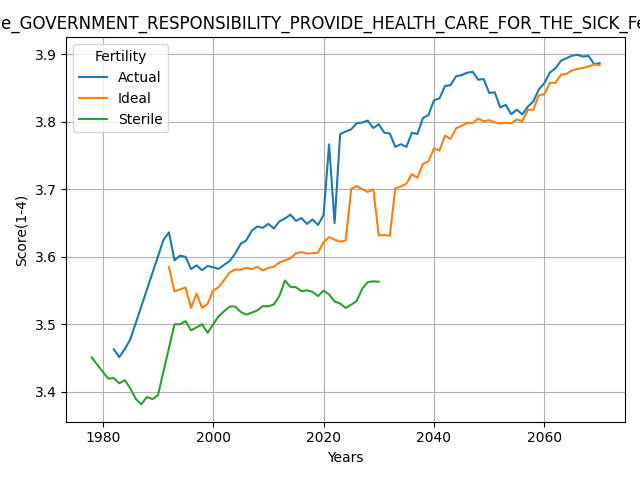 e_GOVERNMENT_RESPONSIBILITY_PROVIDE_HEALTH_CARE_FOR_THE_SICK_Fe
Fertility
Actual
Ideal
Sterile
Score(1-4)
3.9
3.8
3.7
3.6
3.5
3.4
1980 2000 2020 2040 2060
Years